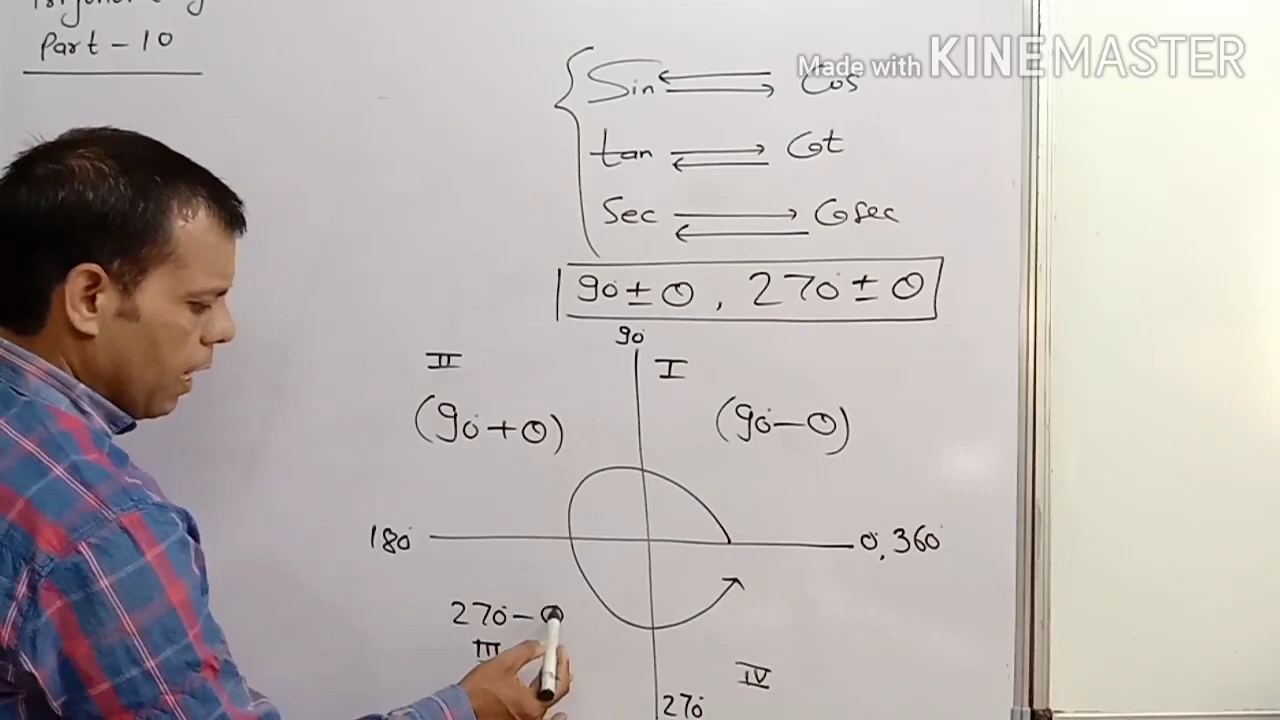 Part - 10
Made with KINEMASTER
Sin Cos
tan Cot
Sec Cosec
90° ± θ , 270° ± θ
90°
II I
(90° + θ) (90° - θ)
180° 0°, 360°
270° - θ
III
IV
270°